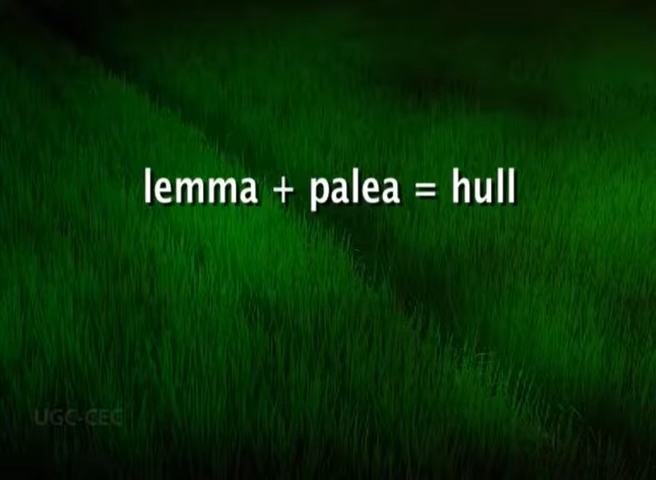 lemma + palea = hull
UGC-CEC